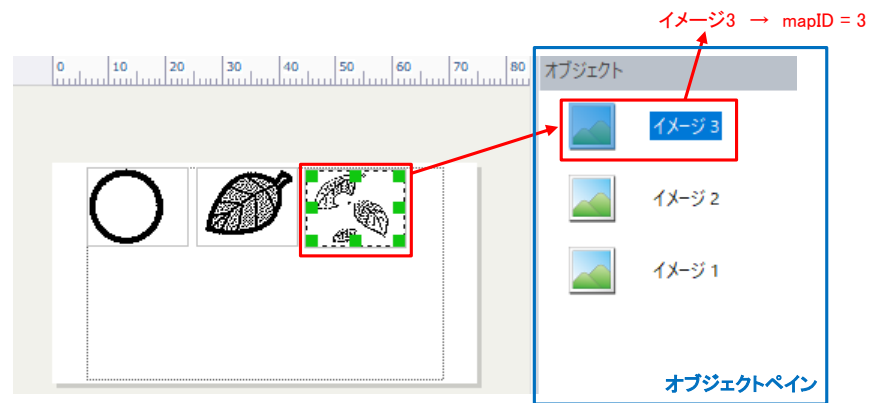 イメージ3 → mapID = 3
0 10 20 30 40 50 60 70 80
オブジェクト
イメージ 3
イメージ 2
イメージ 1
オブジェクトペイン